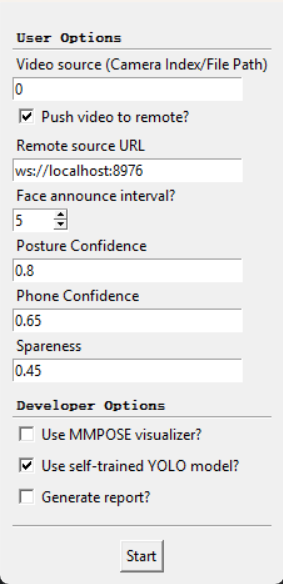 User Options
Video source (Camera Index/File Path)
0
Push video to remote?
Remote source URL
ws://localhost:8976
Face announce interval?
5
Posture Confidence
0.8
Phone Confidence
0.65
Spareness
0.45
Developer Options
Use MMPOSE visualizer?
Use self-trained YOLO model?
Generate report?
Start